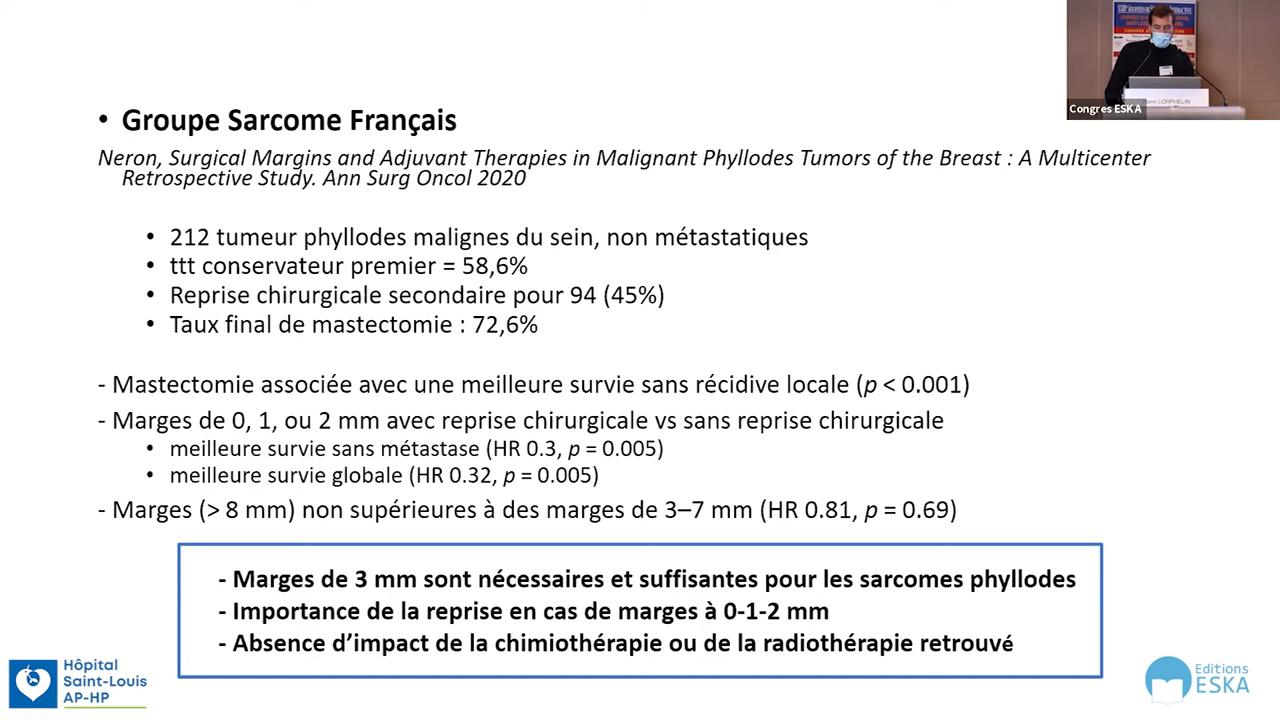 • Groupe Sarcome Français
Neron, Surgical Margins and Adjuvant Therapies in Malignant Phyllodes Tumors of the Breast : A Multicenter
Retrospective Study. Ann Surg Oncol 2020
• 212 tumeur phyllodes malignes du sein, non métastatiques
• ttt conservateur premier = 58,6%
• Reprise chirurgicale secondaire pour 94 (45%)
• Taux final de mastectomie : 72,6%
- Mastectomie associée avec une meilleure survie sans récidive locale (p < 0.001)
- Marges de 0, 1, ou 2 mm avec reprise chirurgicale vs sans reprise chirurgicale
• meilleure survie sans métastase (HR 0.3, p = 0.005)
• meilleure survie globale (HR 0.32, p = 0.005)
- Marges (> 8 mm) non supérieures à des marges de 3–7 mm (HR 0.81, p = 0.69)
- Marges de 3 mm sont nécessaires et suffisantes pour les sarcomes phyllodes
- Importance de la reprise en cas de marges à 0-1-2 mm
- Absence d’impact de la chimiothérapie ou de la radiothérapie retrouvé
Hôpital
Saint-Louis
AP-HP
Editions
ESKA
LORPHELIN
Congres ESKA